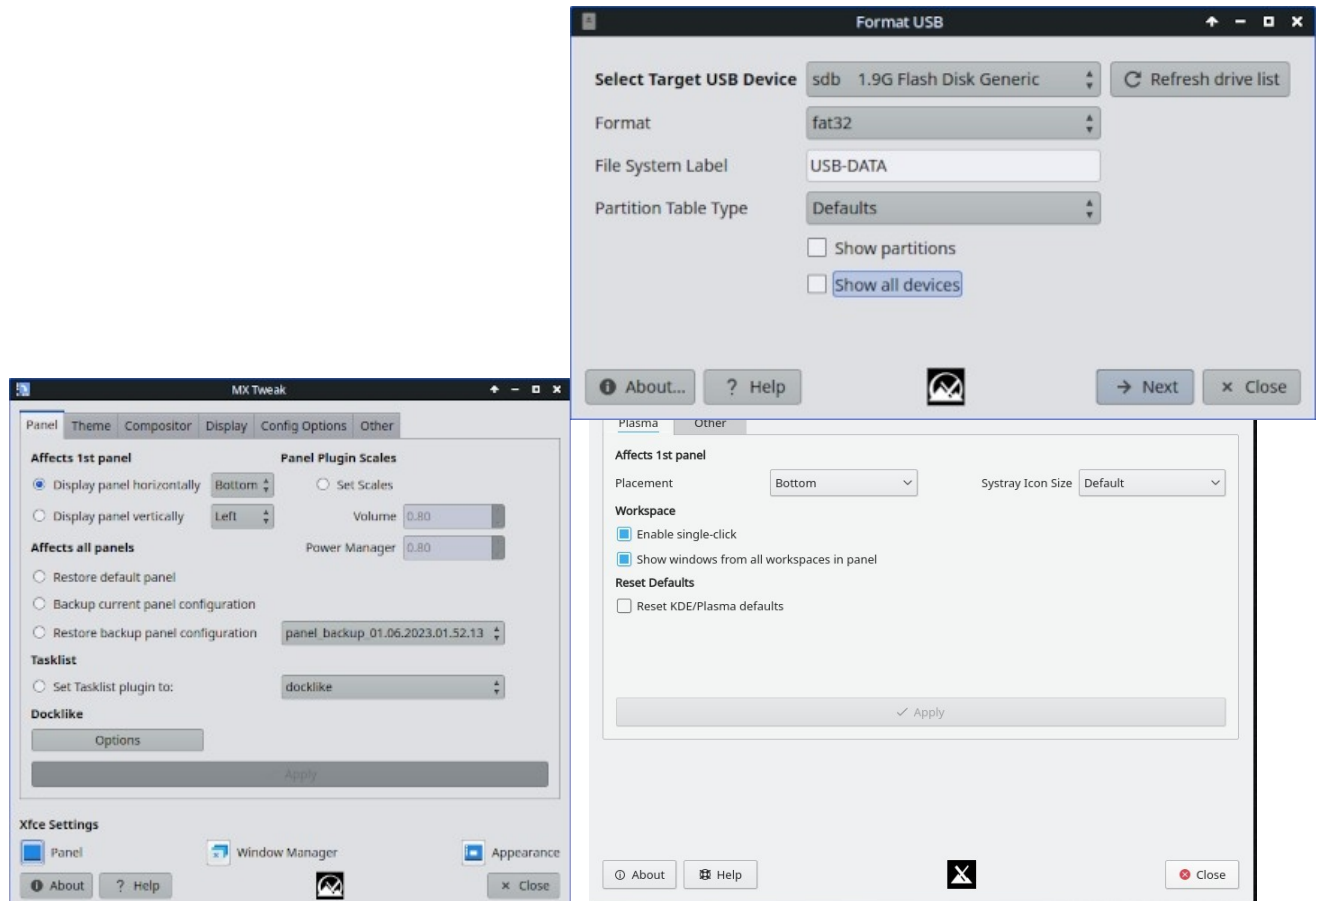 Format USB
Select Target USB Device sdb 1.9G Flash Disk Generic Refresh drive list
Format fat32
File System Label USB-DATA
Partition Table Type Defaults
Show partitions
Show all devices
About... ? Help Next Close
MX Tweak
Panel Theme Compositor Display Config Options Other
Affects 1st panel Panel Plugin Scales
Display panel horizontally Bottom Set Scales
Display panel vertically Left Volume 0.80
Affects all panels Power Manager 0.80
Restore default panel
Backup current panel configuration
Restore backup panel configuration panel_backup_01.06.2023.01.52.13
Tasklist
Set Tasklist plugin to: docklike
Docklike
Options
Apply
Xfce Settings
Panel Window Manager Appearance
About ? Help Close
Plasma Other
Affects 1st panel
Placement Bottom Systray Icon Size Default
Workspace
Enable single-click
Show windows from all workspaces in panel
Reset Defaults
Reset KDE/Plasma defaults
Apply
About Help Close